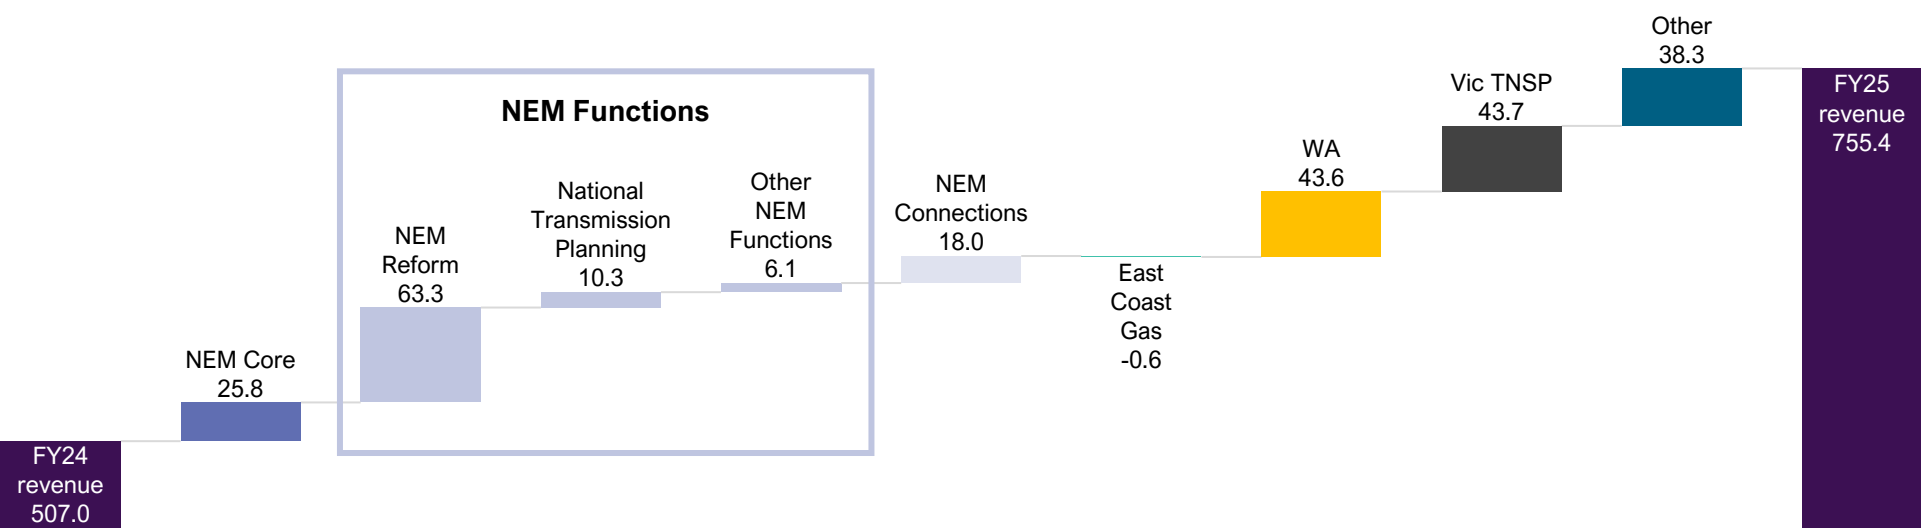 FY24
revenue
507.0
NEM Core
25.8
NEM Functions
NEM
Reform
63.3
National
Transmission
Planning
10.3
Other
NEM
Functions
6.1
NEM
Connections
18.0
East
Coast
Gas
-0.6
WA
43.6
Vic TNSP
43.7
Other
38.3
FY25
revenue
755.4